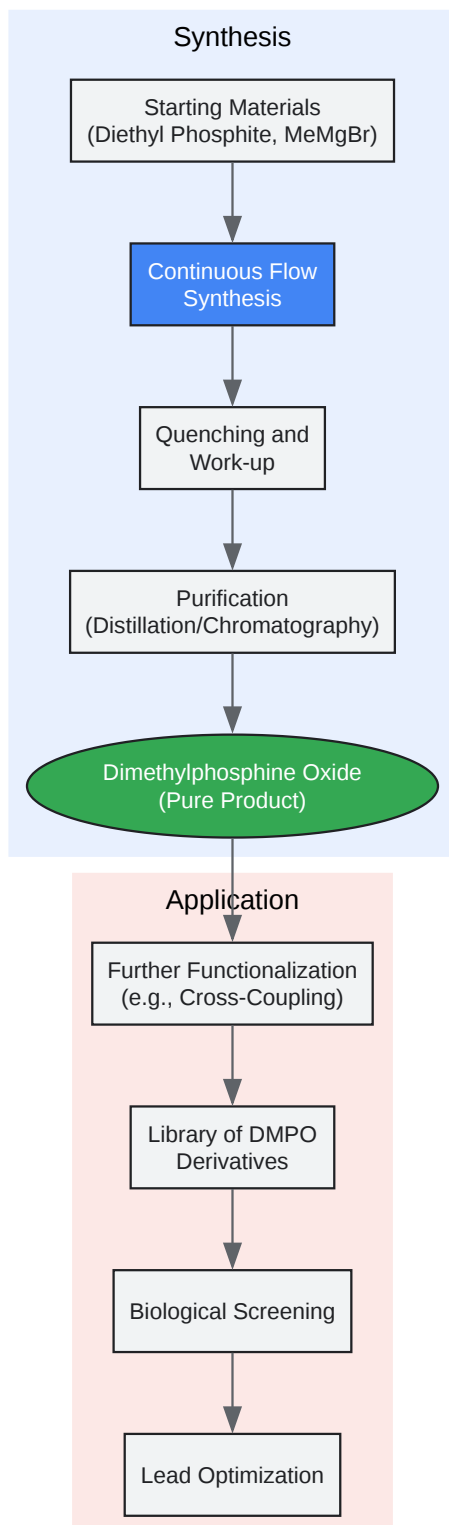 Synthesis
Starting Materials
(Diethyl Phosphite, MeMgBr)
Continuous Flow
Synthesis
Quenching and
Work-up
Purification
(Distillation/Chromatography)
Dimethylphosphine Oxide
(Pure Product)
Application
Further Functionalization
(e.g., Cross-Coupling)
Library of DMPO
Derivatives
Biological Screening
Lead Optimization